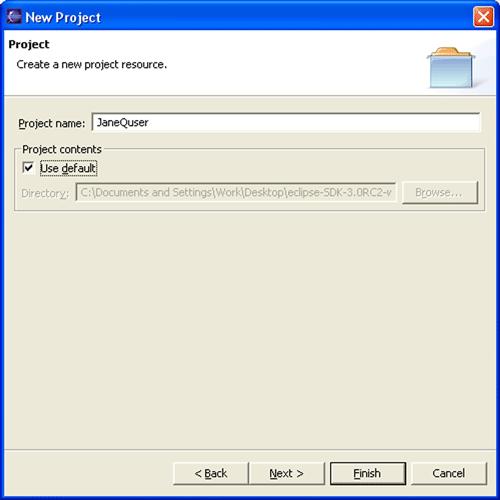 New Project
Project
Create a new project resource.
Project name: JaneQuser
Project contents
Use default
Directory: C:\Documents and Settings\Work\Desktop\eclipse-SDK-3.0RC2-w Browse...
< Back Next > Finish Cancel